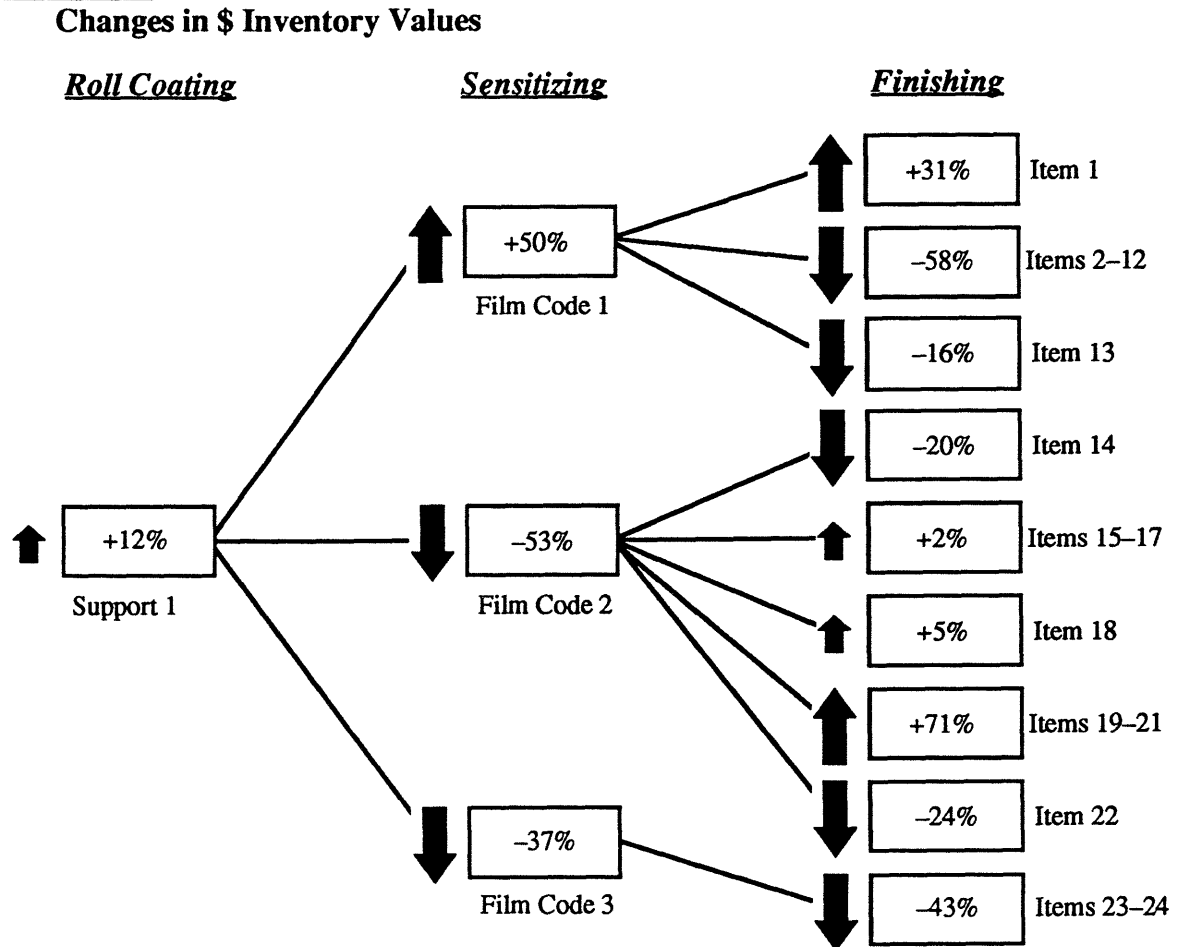 Changes in $ Inventory Values
Roll Coating
Sensitizing
Finishing
+31%
Item 1
+50%
Film Code 1
–58%
Items 2–12
–16%
Item 13
–20%
Item 14
+12%
Support 1
–53%
Film Code 2
+2%
Items 15–17
+5%
Item 18
+71%
Items 19–21
–24%
Item 22
–37%
Film Code 3
–43%
Items 23–24